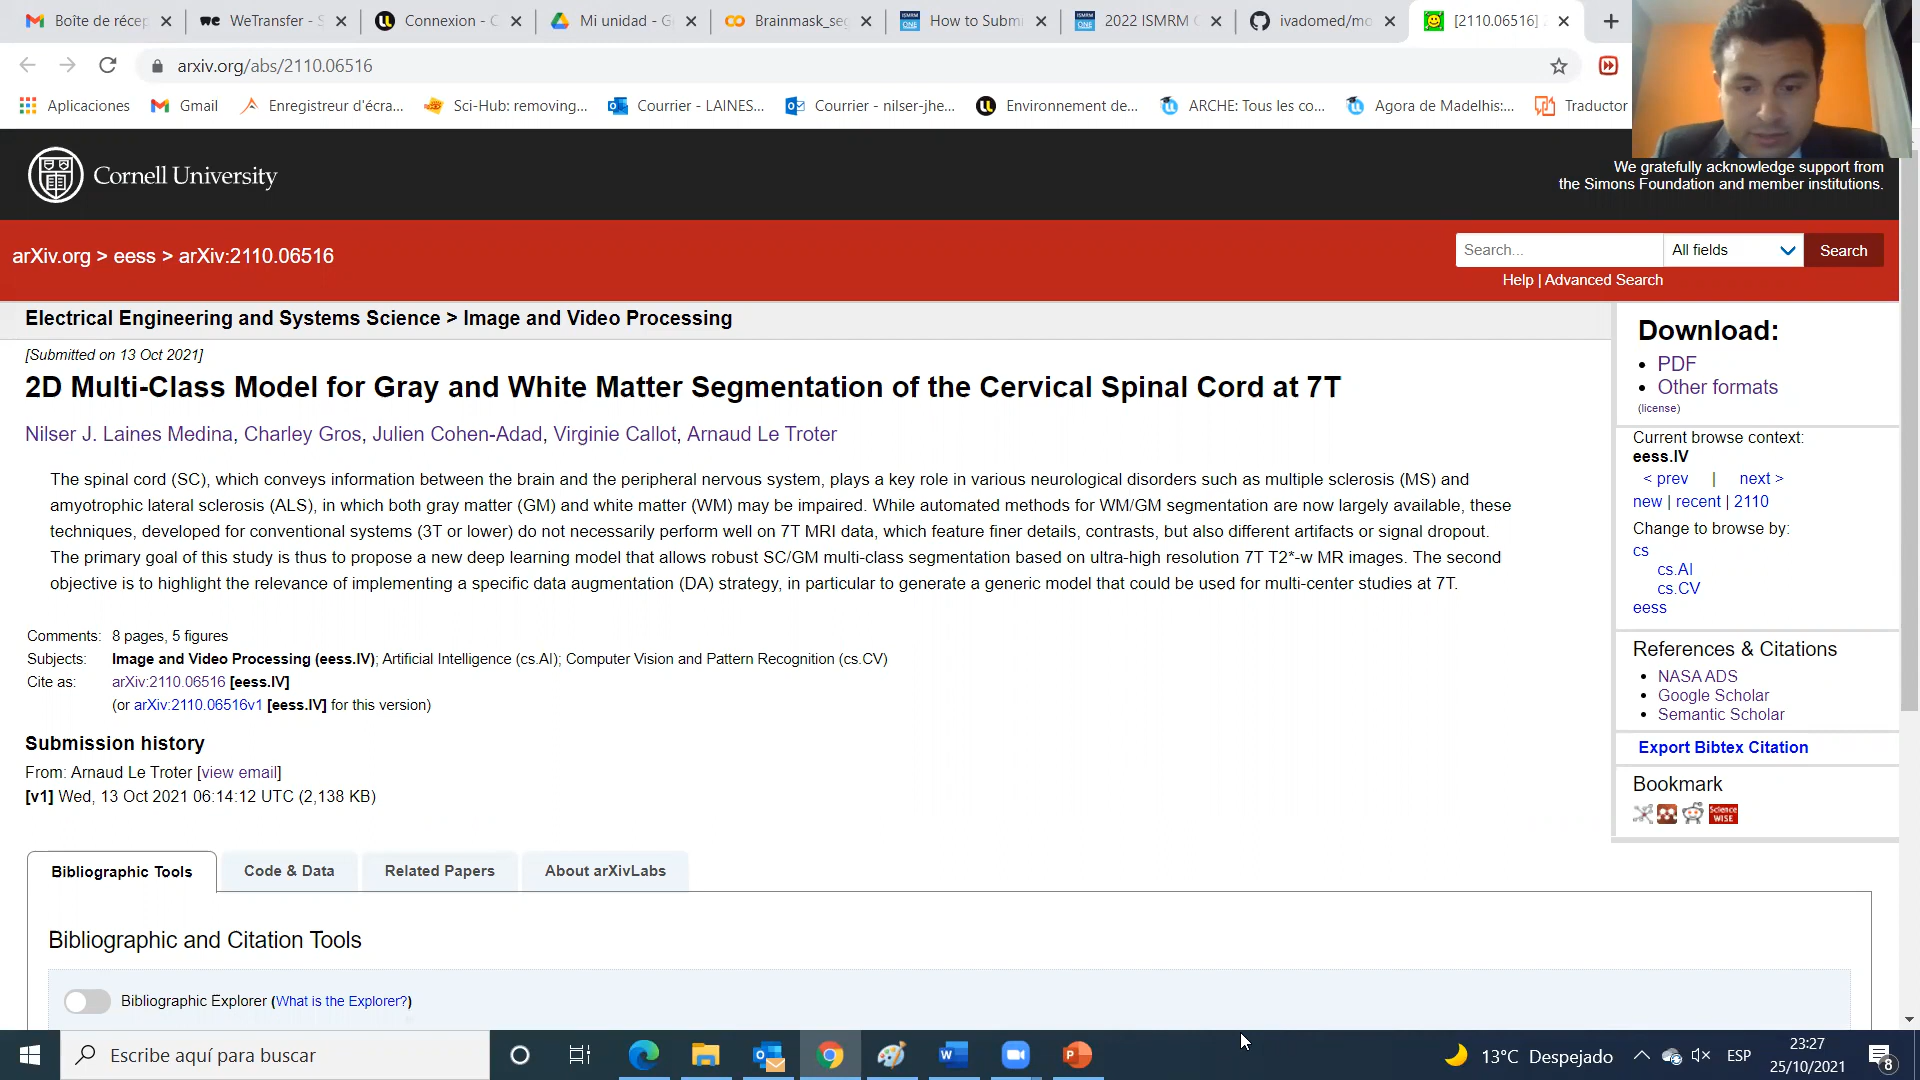 Boîte de récep
WeTransfer - S
Connexion - C
Mi unidad - G
Brainmask_seg
How to Submi
2022 ISMRM C
ivadomed/mo
[2110.06516] 2
arxiv.org/abs/2110.06516
Aplicaciones
Gmail
Enregistreur d'écra...
Sci-Hub: removing...
Courrier - LAINES...
Courrier - nilser-jhe...
Environnement de...
ARCHE: Tous les co...
Agora de Madelhis:...
Traductor
Cornell University
We gratefully acknowledge support from
the Simons Foundation and member institutions.
arXiv.org > eess > arXiv:2110.06516
Search...
All fields
Search
Help | Advanced Search
Electrical Engineering and Systems Science > Image and Video Processing
[Submitted on 13 Oct 2021]
2D Multi-Class Model for Gray and White Matter Segmentation of the Cervical Spinal Cord at 7T
Nilser J. Laines Medina, Charley Gros, Julien Cohen-Adad, Virginie Callot, Arnaud Le Troter
The spinal cord (SC), which conveys information between the brain and the peripheral nervous system, plays a key role in various neurological disorders such as multiple sclerosis (MS) and
amyotrophic lateral sclerosis (ALS), in which both gray matter (GM) and white matter (WM) may be impaired. While automated methods for WM/GM segmentation are now largely available, these
techniques, developed for conventional systems (3T or lower) do not necessarily perform well on 7T MRI data, which feature finer details, contrasts, but also different artifacts or signal dropout.
The primary goal of this study is thus to propose a new deep learning model that allows robust SC/GM multi-class segmentation based on ultra-high resolution 7T T2*-w MR images. The second
objective is to highlight the relevance of implementing a specific data augmentation (DA) strategy, in particular to generate a generic model that could be used for multi-center studies at 7T.
Comments: 8 pages, 5 figures
Subjects: Image and Video Processing (eess.IV); Artificial Intelligence (cs.AI); Computer Vision and Pattern Recognition (cs.CV)
Cite as: arXiv:2110.06516 [eess.IV]
(or arXiv:2110.06516v1 [eess.IV] for this version)
Submission history
From: Arnaud Le Troter [view email]
[v1] Wed, 13 Oct 2021 06:14:12 UTC (2,138 KB)
Bibliographic Tools
Code & Data
Related Papers
About arXivLabs
Bibliographic and Citation Tools
Bibliographic Explorer (What is the Explorer?)
Download:
PDF
Other formats
(license)
Current browse context:
eess.IV
< prev | next >
new | recent | 2110
Change to browse by:
cs
cs.AI
cs.CV
eess
References & Citations
NASA ADS
Google Scholar
Semantic Scholar
Export Bibtex Citation
Bookmark
Science
WISE
Escribe aquí para buscar
13°C Despejado
ESP
23:27
25/10/2021
8